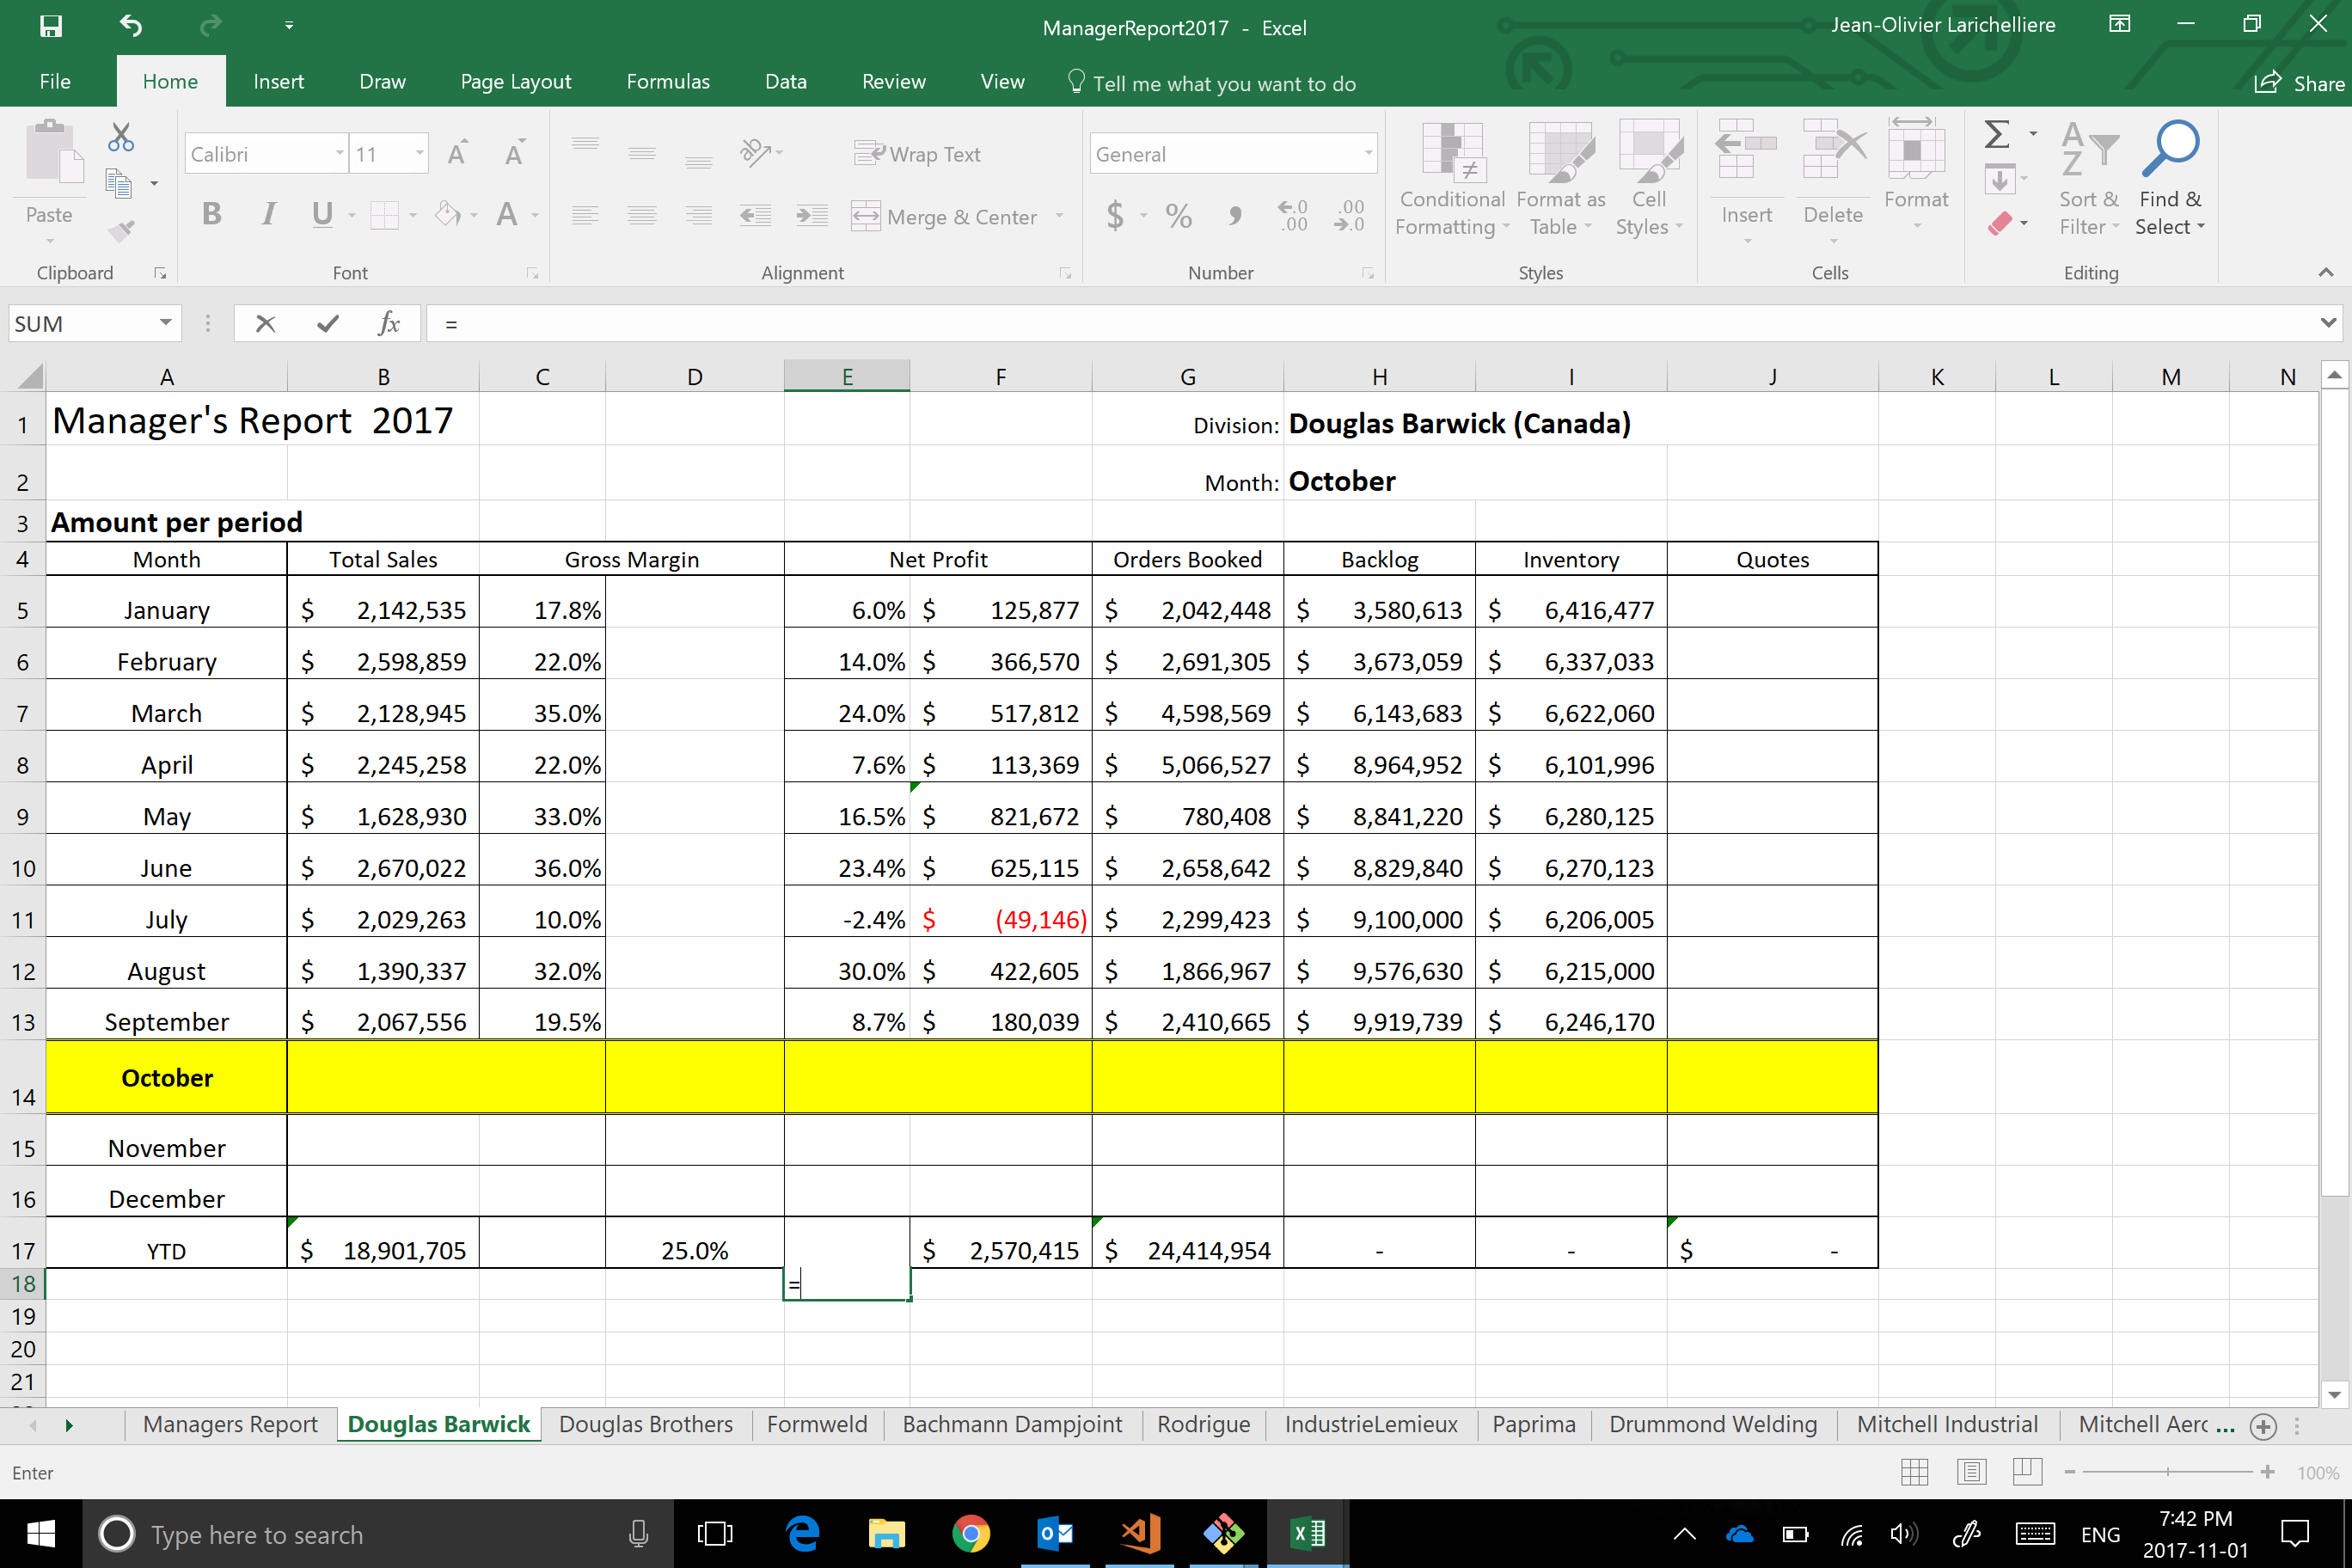 ManagerReport2017 - Excel
Jean-Olivier Larichelliere
File Home Insert Draw Page Layout Formulas Data Review View Tell me what you want to do Share
Paste
Clipboard
Calibri 11
B I U A
Font
Wrap Text
Merge & Center
Alignment
General
$ % , .0 .00 .00 .0
Number
Conditional Formatting
Format as Table
Cell Styles
Styles
Insert Delete Format
Cells
Sort & Filter
Find & Select
Editing
SUM fx =
A B C D E F G H I J K L M N
1 Manager's Report 2017 Division: Douglas Barwick (Canada)
2 Month: October
3 Amount per period
4 Month Total Sales Gross Margin Net Profit Orders Booked Backlog Inventory Quotes
5 January $ 2,142,535 17.8% 6.0% $ 125,877 $ 2,042,448 $ 3,580,613 $ 6,416,477
6 February $ 2,598,859 22.0% 14.0% $ 366,570 $ 2,691,305 $ 3,673,059 $ 6,337,033
7 March $ 2,128,945 35.0% 24.0% $ 517,812 $ 4,598,569 $ 6,143,683 $ 6,622,060
8 April $ 2,245,258 22.0% 7.6% $ 113,369 $ 5,066,527 $ 8,964,952 $ 6,101,996
9 May $ 1,628,930 33.0% 16.5% $ 821,672 $ 780,408 $ 8,841,220 $ 6,280,125
10 June $ 2,670,022 36.0% 23.4% $ 625,115 $ 2,658,642 $ 8,829,840 $ 6,270,123
11 July $ 2,029,263 10.0% -2.4% $ (49,146) $ 2,299,423 $ 9,100,000 $ 6,206,005
12 August $ 1,390,337 32.0% 30.0% $ 422,605 $ 1,866,967 $ 9,576,630 $ 6,215,000
13 September $ 2,067,556 19.5% 8.7% $ 180,039 $ 2,410,665 $ 9,919,739 $ 6,246,170
14 October
15 November
16 December
17 YTD $ 18,901,705 25.0% $ 2,570,415 $ 24,414,954 - - $ -
18 =
19
20
21
Managers Report Douglas Barwick Douglas Brothers Formweld Bachmann Dampjoint Rodrigue IndustrieLemieux Paprima Drummond Welding Mitchell Industrial Mitchell Aerc ...
Enter 100%
Type here to search ENG 7:42 PM
2017-11-01